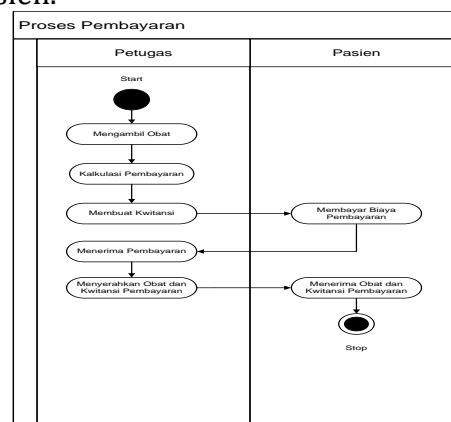 Proses Pembayaran
Petugas
Pasien
Start
Mengambil Obat
Kalkulasi Pembayaran
Membuat Kwitansi
Membayar Biaya
Pembayaran
Menerima Pembayaran
Menyerahkan Obat dan
Kwitansi Pembayaran
Menerima Obat dan
Kwitansi Pembayaran
Stop